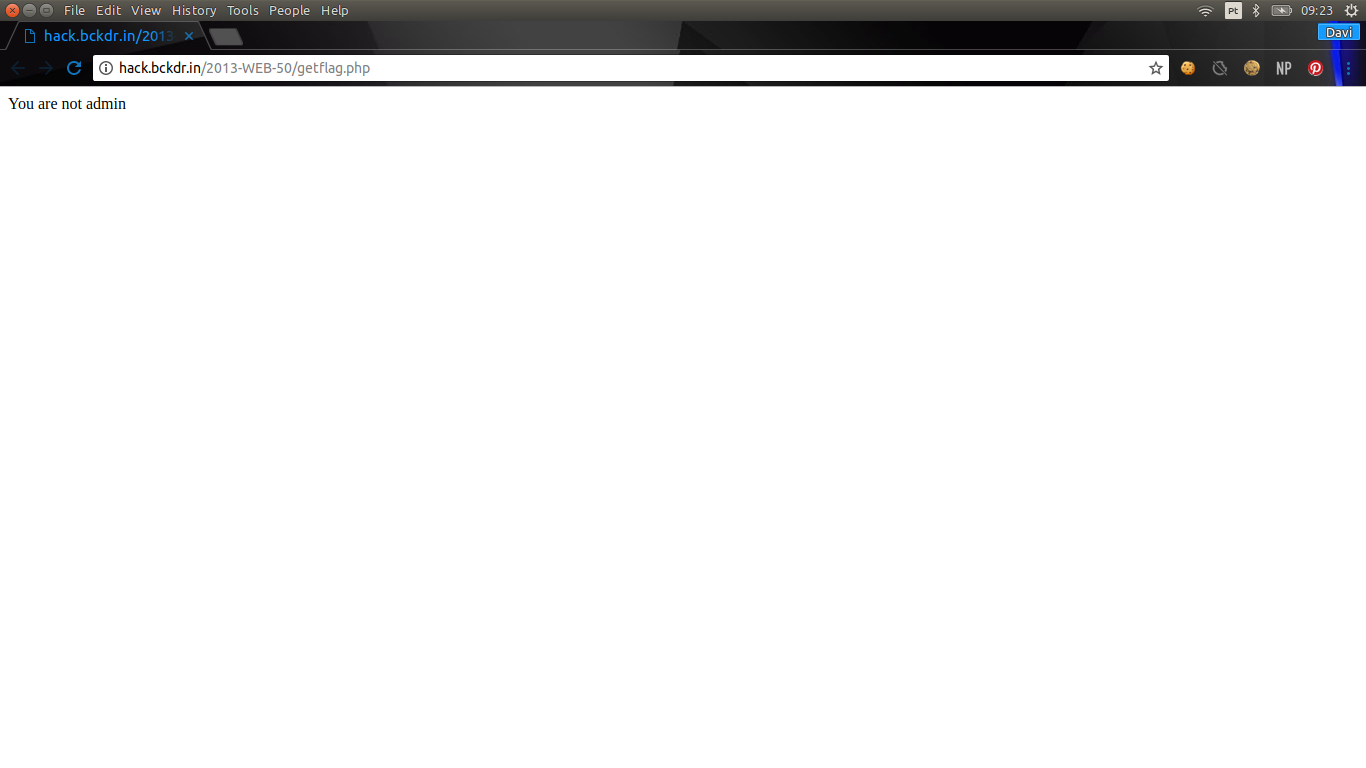 File Edit View History Tools People Help
Pt 09:23
hack.bckdr.in/2013
Davi
hack.bckdr.in/2013-WEB-50/getflag.php
NP
You are not admin